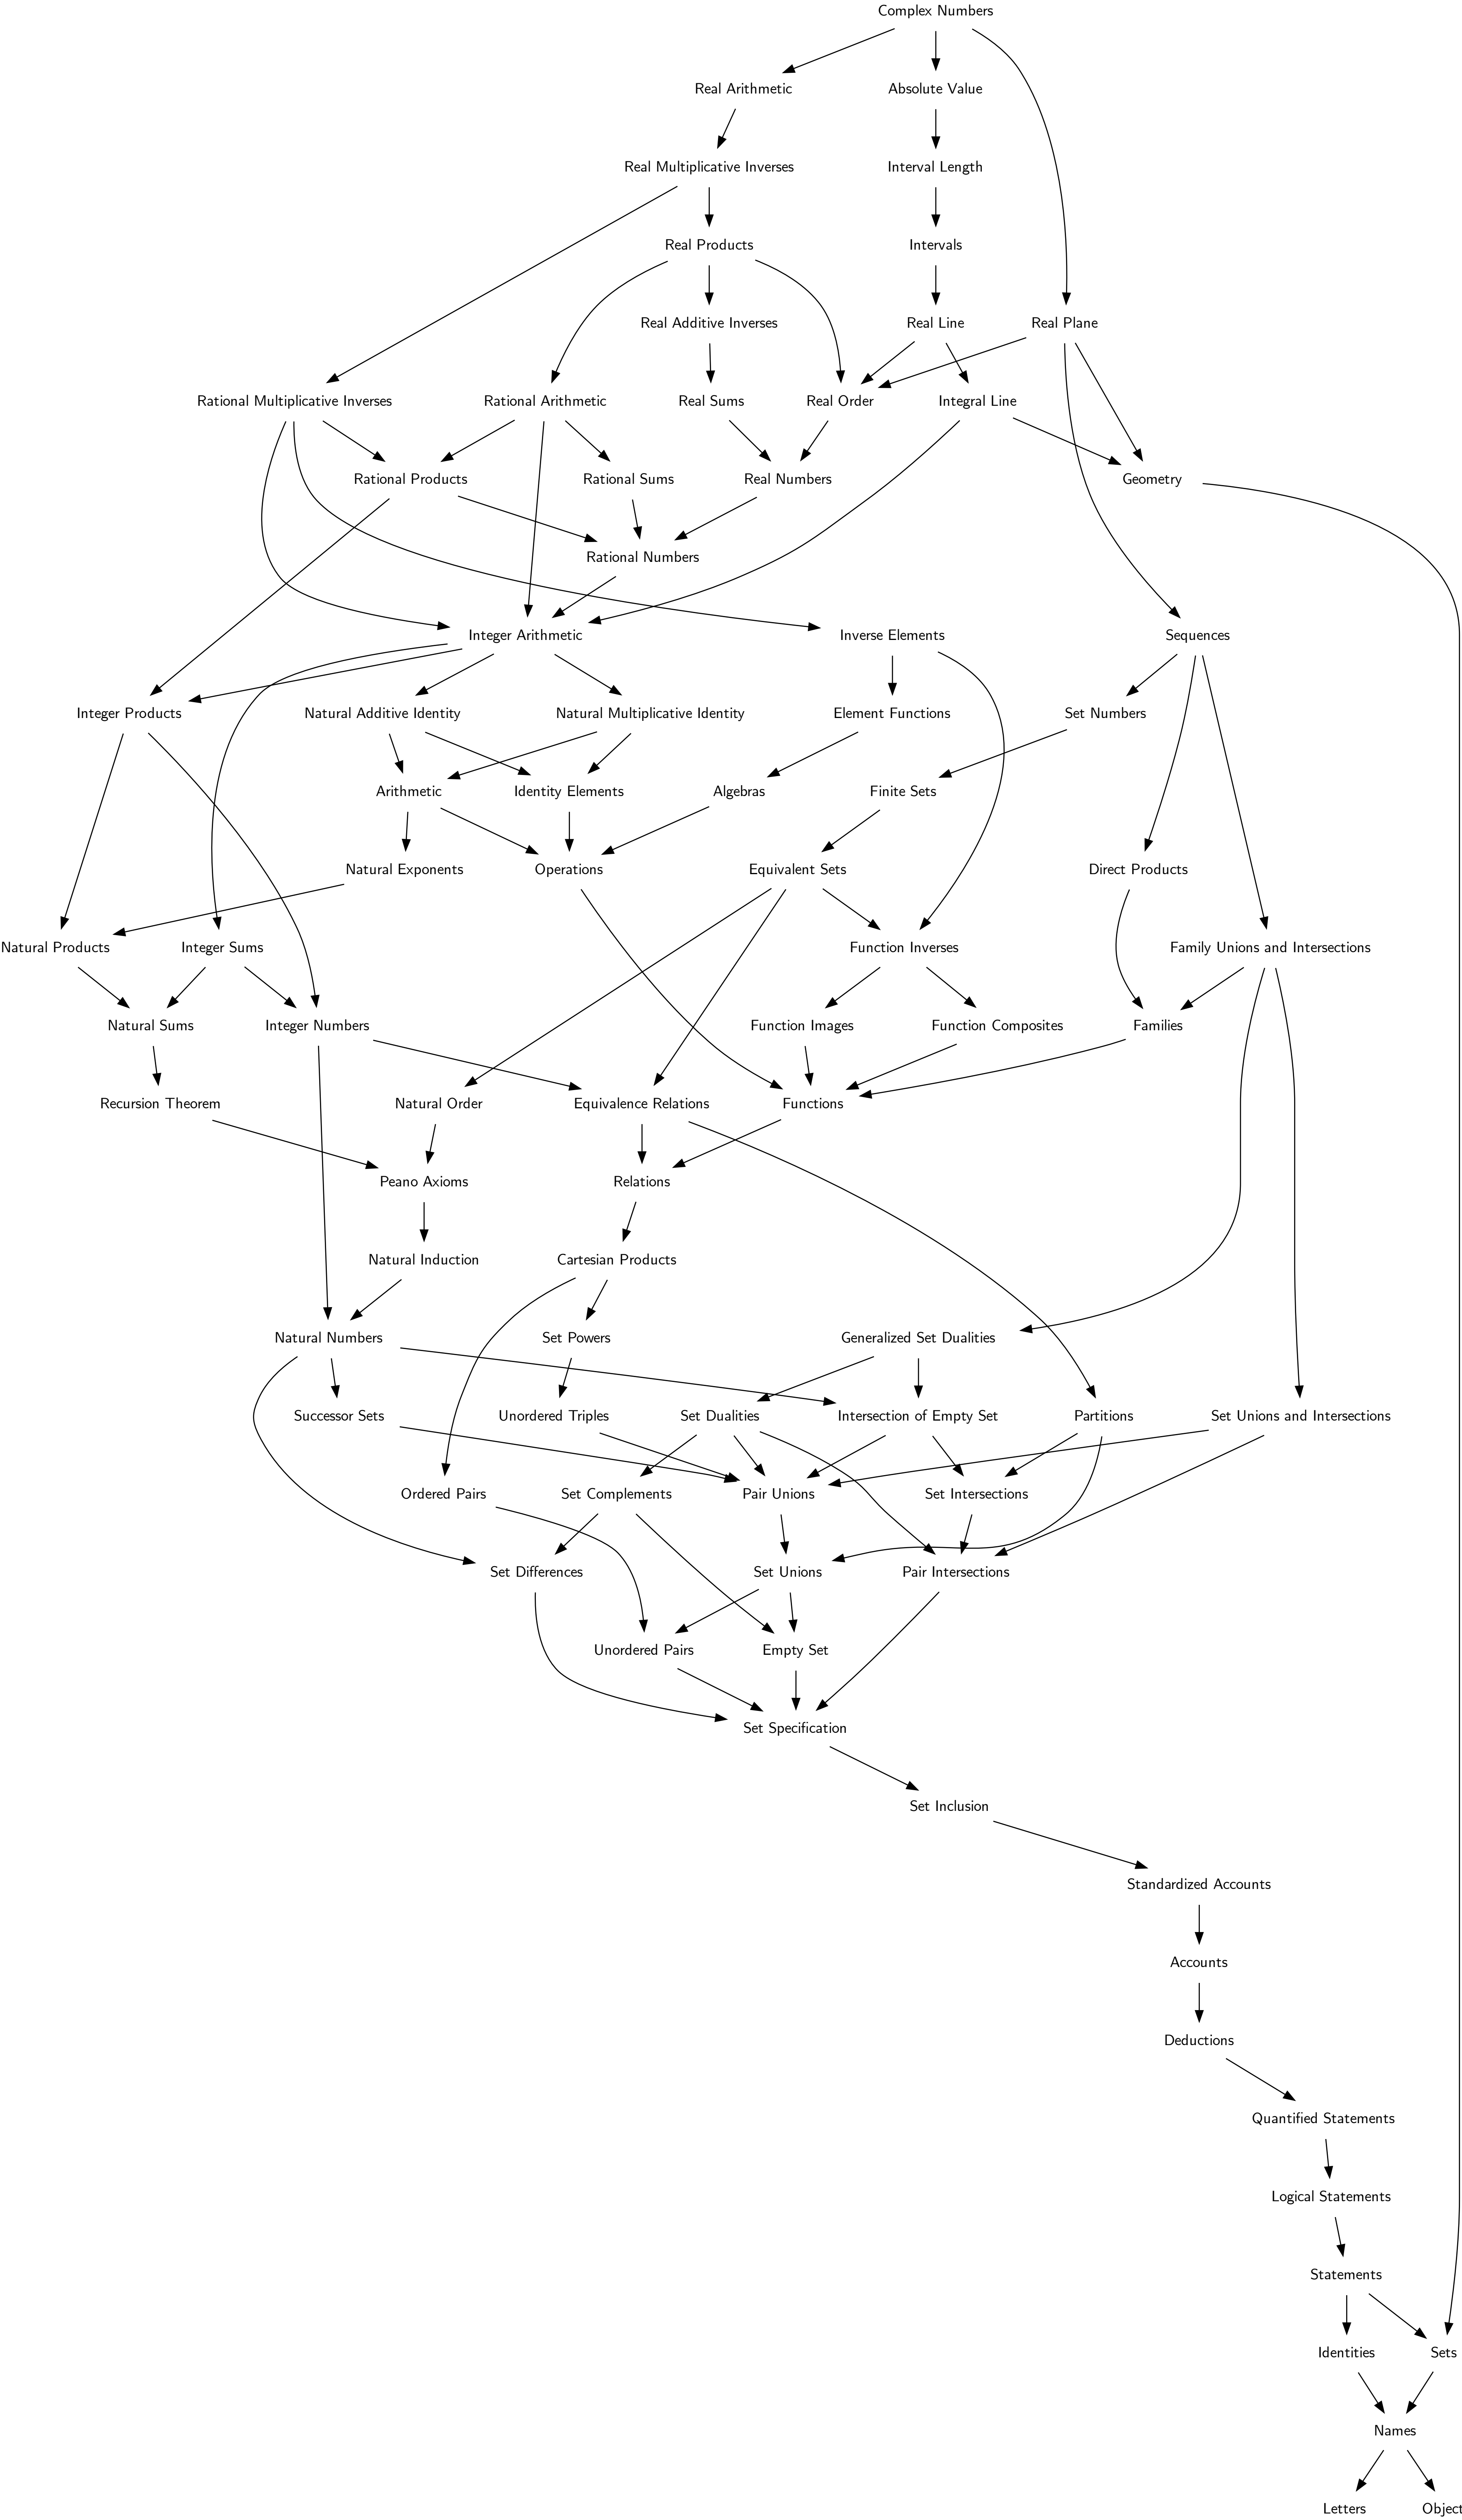 Complex Numbers
Real Arithmetic
Absolute Value
Real Multiplicative Inverses
Interval Length
Real Products
Intervals
Real Additive Inverses
Real Line
Real Plane
Rational Multiplicative Inverses
Rational Arithmetic
Real Sums
Real Order
Integral Line
Rational Products
Rational Sums
Real Numbers
Geometry
Rational Numbers
Integer Arithmetic
Inverse Elements
Sequences
Integer Products
Natural Additive Identity
Natural Multiplicative Identity
Element Functions
Set Numbers
Arithmetic
Identity Elements
Algebras
Finite Sets
Natural Exponents
Operations
Equivalent Sets
Direct Products
Natural Products
Integer Sums
Function Inverses
Family Unions and Intersections
Natural Sums
Integer Numbers
Function Images
Function Composites
Families
Recursion Theorem
Natural Order
Equivalence Relations
Functions
Peano Axioms
Relations
Natural Induction
Cartesian Products
Natural Numbers
Set Powers
Generalized Set Dualities
Successor Sets
Unordered Triples
Set Dualities
Intersection of Empty Set
Partitions
Set Unions and Intersections
Ordered Pairs
Set Complements
Pair Unions
Set Intersections
Set Differences
Set Unions
Pair Intersections
Unordered Pairs
Empty Set
Set Specification
Set Inclusion
Standardized Accounts
Accounts
Deductions
Quantified Statements
Logical Statements
Statements
Identities
Sets
Names
Letters
Object